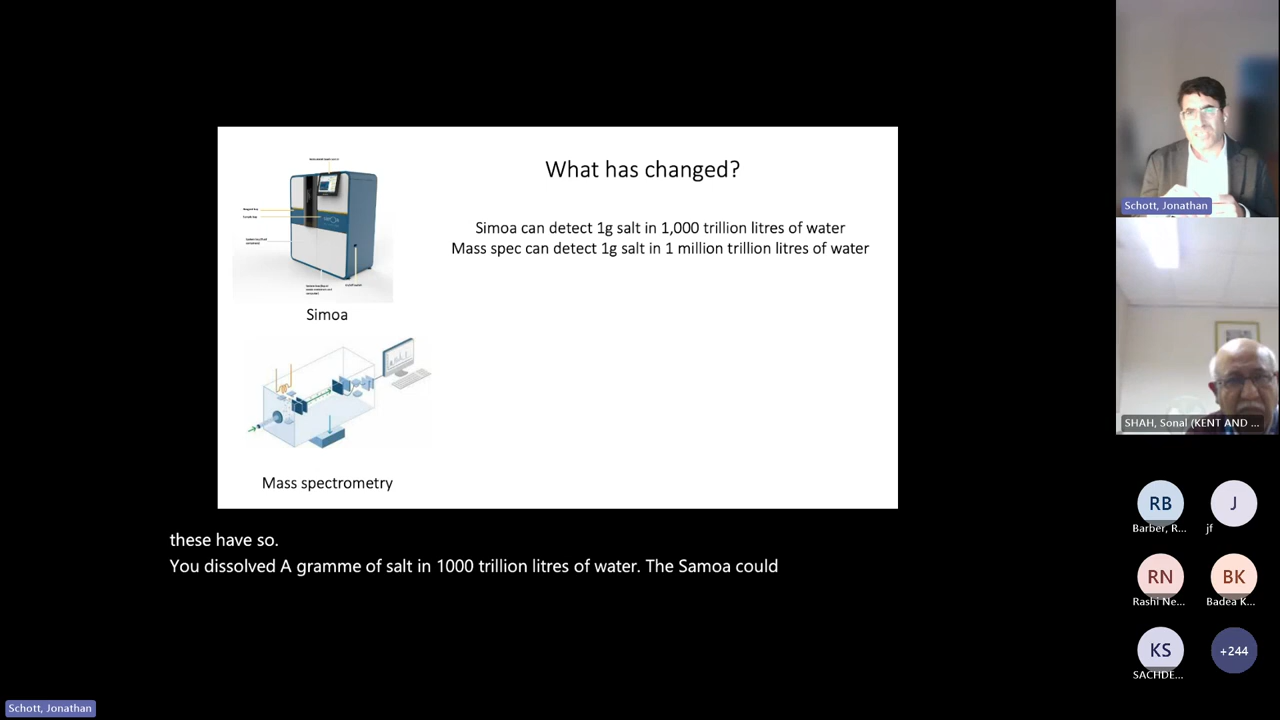 What has changed?
Simoa can detect 1g salt in 1,000 trillion litres of water
Mass spec can detect 1g salt in 1 million trillion litres of water
Simoa
Mass spectrometry
these have so.
You dissolved A gramme of salt in 1000 trillion litres of water. The Samoa could
Schott, Jonathan
Schott, Jonathan
SHAH, Sonal (KENT AND ...
RB
Barber, R...
J
jf
RN
Rashi Ne...
BK
Badea K...
KS
SACHDE...
+244